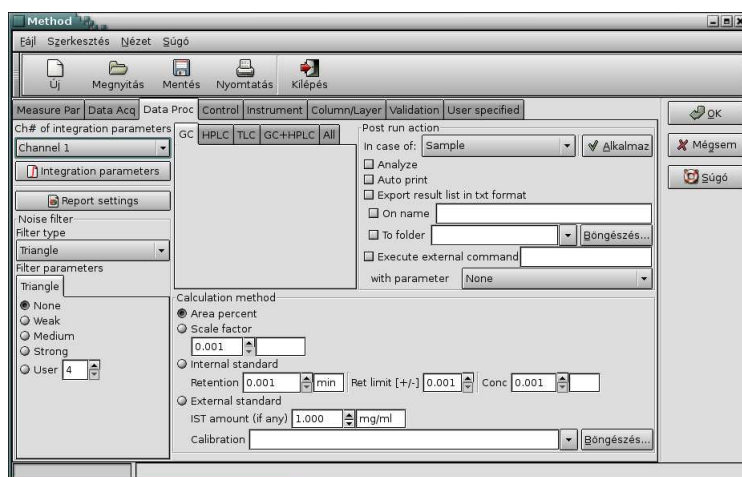 Method
Fájl Szerkesztés Nézet Súgó
Új Megnyitás Mentés Nyomtatás Kilépés
Measure Par Data Acq Data Proc Control Instrument Column/Layer Validation User specified
OK
Mégsem
Súgó
Ch# of integration parameters
Channel 1
Integration parameters
Report settings
Noise filter
Filter type
Triangle
Filter parameters
Triangle
None
Weak
Medium
Strong
User 4
GC HPLC TLC GC+HPLC All
Post run action
In case of: Sample Alkalmaz
Analyze
Auto print
Export result list in txt format
On name
To folder Böngészés...
Execute external command
with parameter None
Calculation method
Area percent
Scale factor
0.001
Internal standard
Retention 0.001 min Ret limit [+/-] 0.001 Conc 0.001
External standard
IST amount (if any) 1.000 mg/ml
Calibration Böngészés...